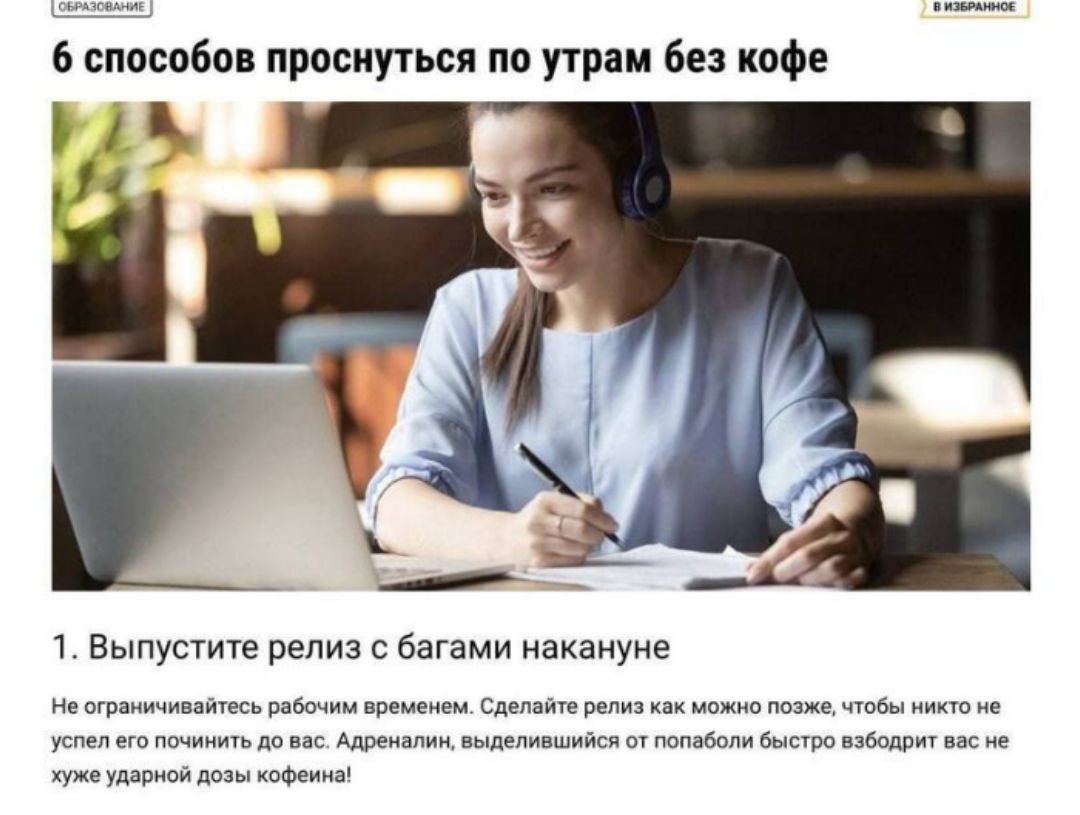 ОБРАЗОВАНИЕ
В ИЗБРАННОЕ
6 способов проснуться по утрам без кофе
1. Выпустите релиз с багами накануне
Не ограничивайтесь рабочим временем. Сделайте релиз как можно позже, чтобы никто не
успел его починить до вас. Адреналин, выделившийся от попаболи быстро взбодрит вас не
хуже ударной дозы кофеина!